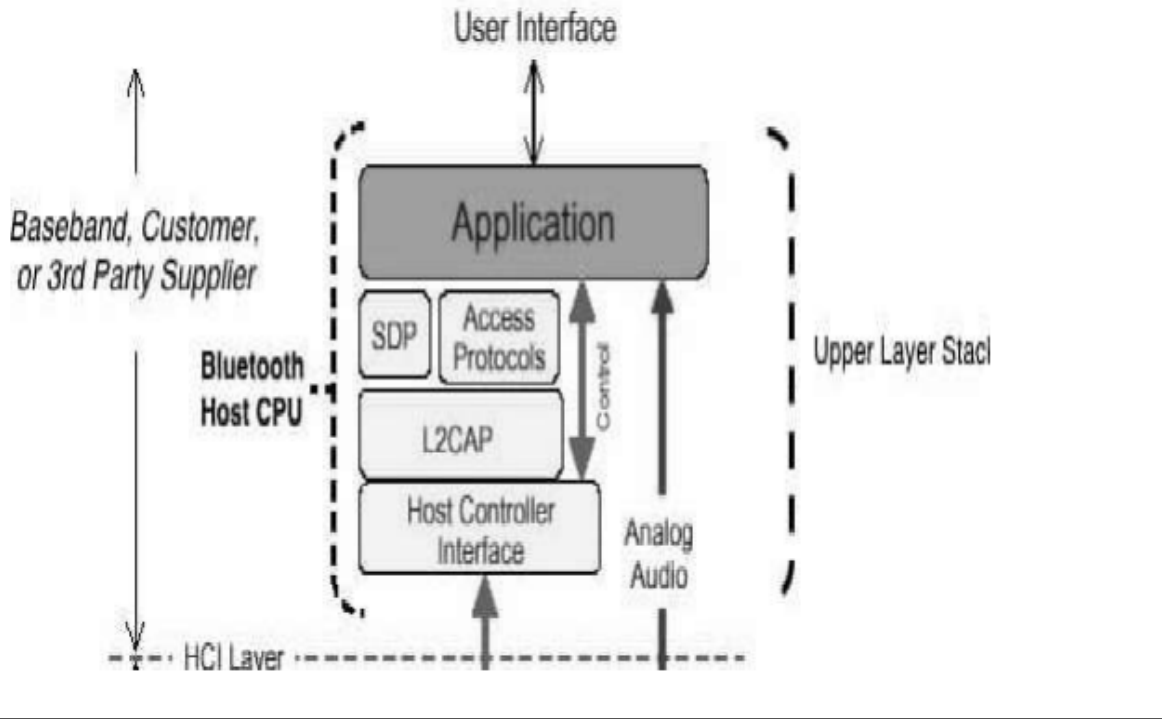 User Interface
Baseband, Customer,
or 3rd Party Supplier
Application
SDP
Access
Protocols
Control
Bluetooth
Host CPU
Upper Layer Stack
L2CAP
Host Controller
Interface
Analog
Audio
HCI Layer